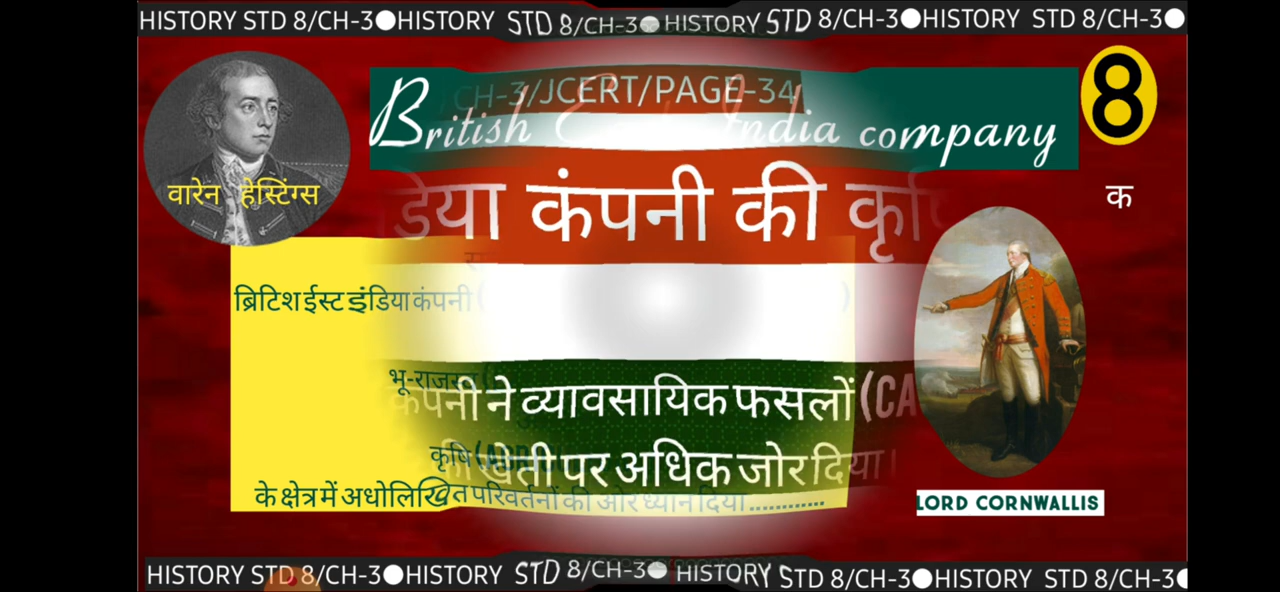 HISTORY STD 8/CH-3●HISTORY STD 8/CH-3●HISTORY STD 8/CH-3●HISTORY STD 8/CH-3●
CH-3/JCERT/PAGE-34
British India company
8
क
वारेन हेस्टिंग्स
डिया कंपनी की
ब्रिटिश ईस्ट इंडिया कंपनी (
)
भू-राजस्व
कंपनी ने व्यावसायिक फसलों (CA
कृषि
की खेती पर अधिक जोर दिया।
के क्षेत्र में अधोलिखित परिवर्तनों की ओर ध्यान दिया ............
LORD CORNWALLIS
HISTORY STD 8/CH-3●HISTORY STD 8/CH-3● HISTORY STD 8/CH-3●HISTORY STD 8/CH-3